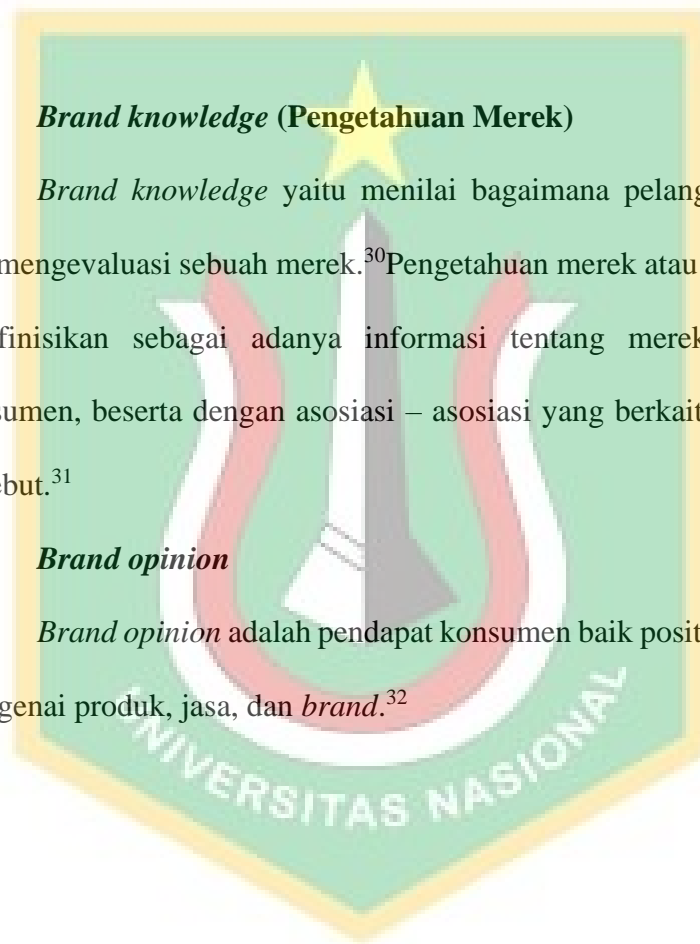 Brand knowledge (Pengetahuan Merek)
Brand knowledge yaitu menilai bagaimana pelang
mengevaluasi sebuah merek.30Pengetahuan merek atau
finisikan sebagai adanya informasi tentang merek
sumen, beserta dengan asosiasi – asosiasi yang berkait
ebut.31
Brand opinion
Brand opinion adalah pendapat konsumen baik posit
genai produk, jasa, dan brand.32
UNIVERSITAS NASIONAL